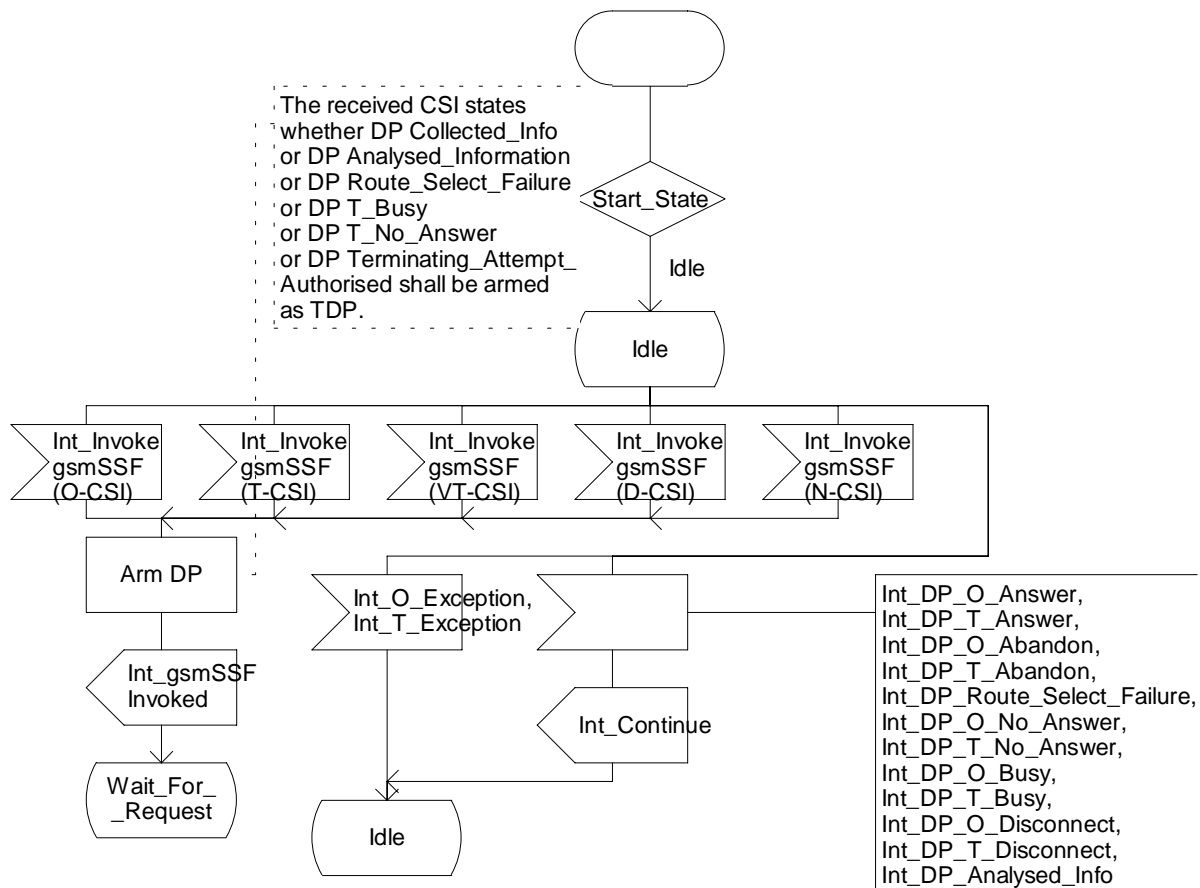 The received CSI states
whether DP Collected_Info
or DP Analysed_Information
or DP Route_Select_Failure
or DP T_Busy
or DP T_No_Answer
or DP Terminating_Attempt_
Authorised shall be armed
as TDP.
Start_State
Idle
Idle
Int_Invoke
gsmSSF
(O-CSI)
Int_Invoke
gsmSSF
(T-CSI)
Int_Invoke
gsmSSF
(VT-CSI)
Int_Invoke
gsmSSF
(D-CSI)
Int_Invoke
gsmSSF
(N-CSI)
Arm DP
Int_O_Exception,
Int_T_Exception
Int_DP_O_Answer,
Int_DP_T_Answer,
Int_DP_O_Abandon,
Int_DP_T_Abandon,
Int_DP_Route_Select_Failure,
Int_DP_O_No_Answer,
Int_DP_T_No_Answer,
Int_DP_O_Busy,
Int_DP_T_Busy,
Int_DP_O_Disconnect,
Int_DP_T_Disconnect,
Int_DP_Analysed_Info
Int_gsmSSF
Invoked
Int_Continue
Wait_For_
_Request
Idle